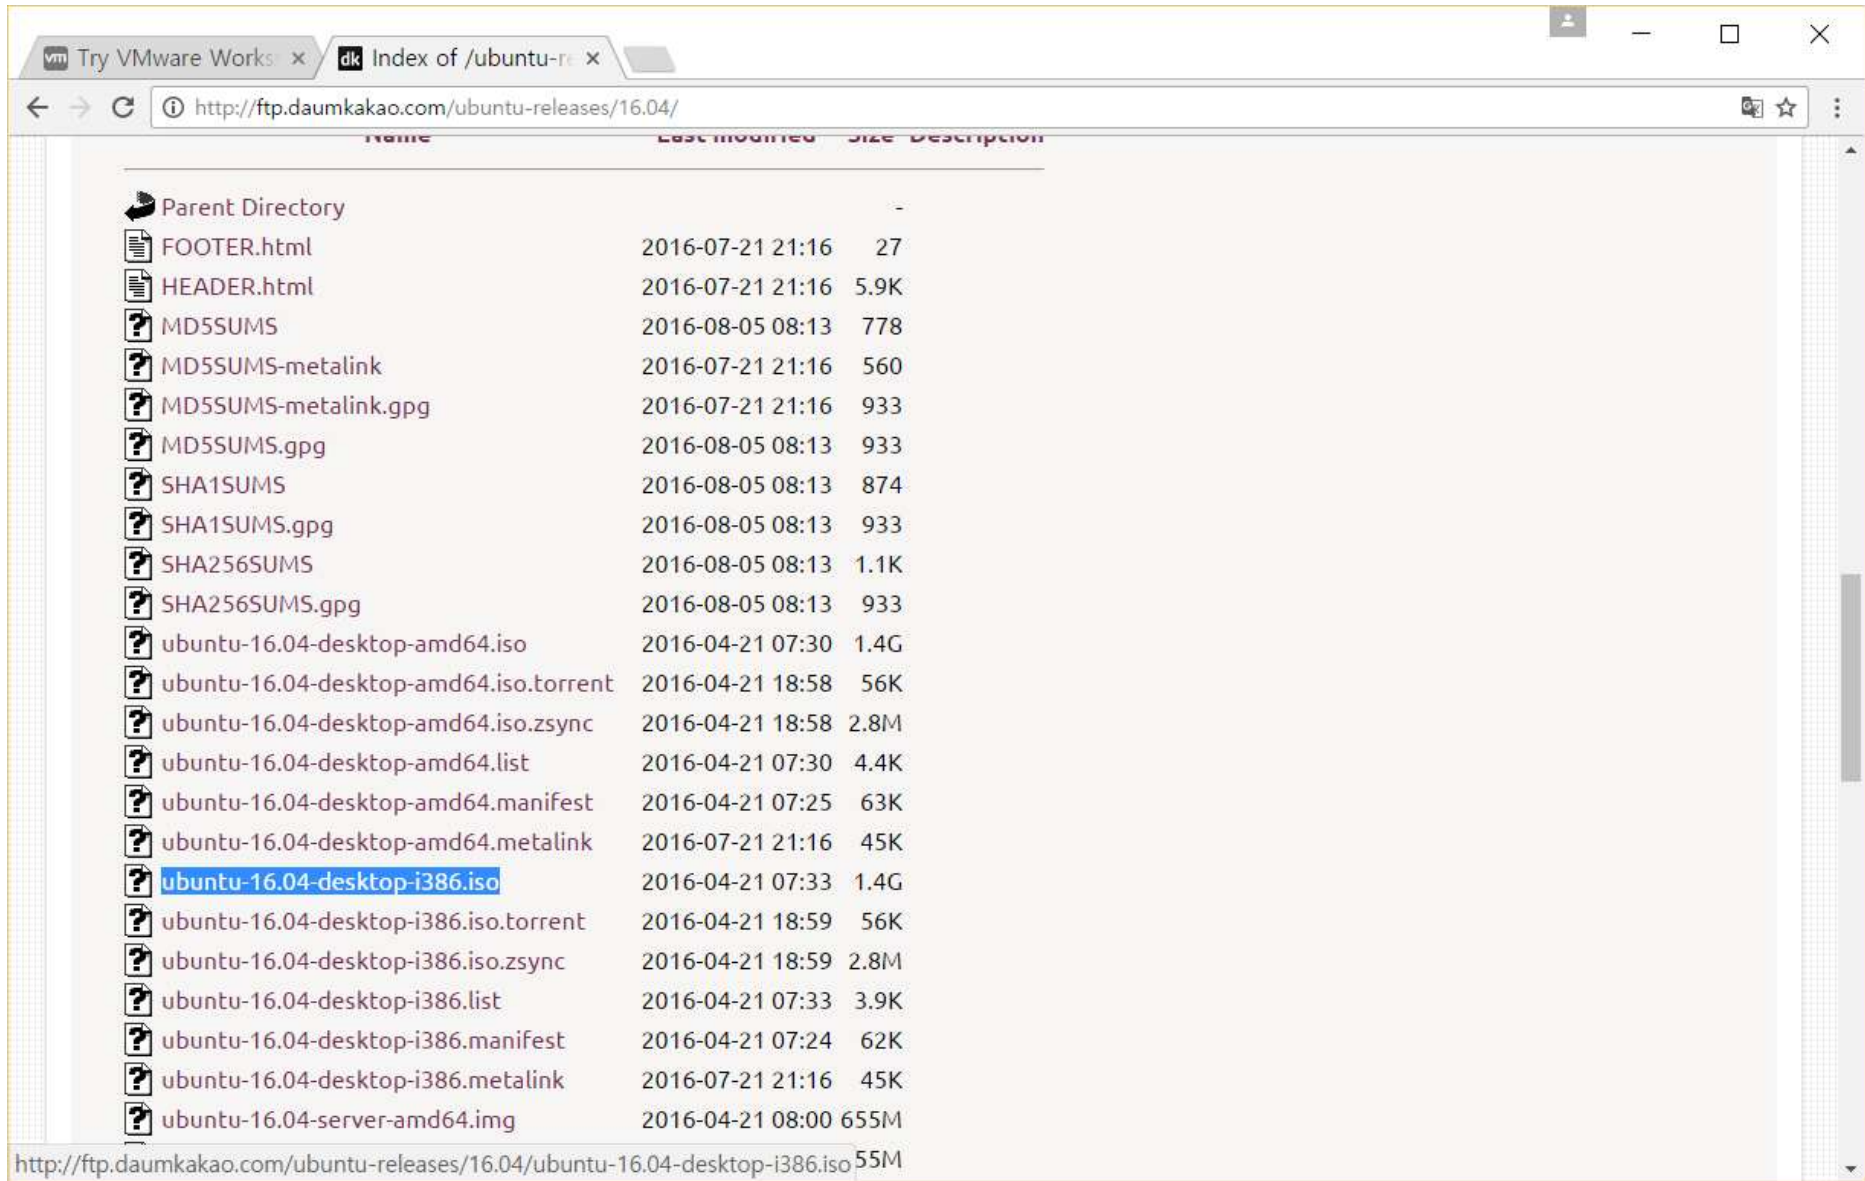 Try VMware Works
Index of /ubuntu-re
http://ftp.daumkakao.com/ubuntu-releases/16.04/
Name Last modified Size Description
Parent Directory -
FOOTER.html 2016-07-21 21:16 27
HEADER.html 2016-07-21 21:16 5.9K
MD5SUMS 2016-08-05 08:13 778
MD5SUMS-metalink 2016-07-21 21:16 560
MD5SUMS-metalink.gpg 2016-07-21 21:16 933
MD5SUMS.gpg 2016-08-05 08:13 933
SHA1SUMS 2016-08-05 08:13 874
SHA1SUMS.gpg 2016-08-05 08:13 933
SHA256SUMS 2016-08-05 08:13 1.1K
SHA256SUMS.gpg 2016-08-05 08:13 933
ubuntu-16.04-desktop-amd64.iso 2016-04-21 07:30 1.4G
ubuntu-16.04-desktop-amd64.iso.torrent 2016-04-21 18:58 56K
ubuntu-16.04-desktop-amd64.iso.zsync 2016-04-21 18:58 2.8M
ubuntu-16.04-desktop-amd64.list 2016-04-21 07:30 4.4K
ubuntu-16.04-desktop-amd64.manifest 2016-04-21 07:25 63K
ubuntu-16.04-desktop-amd64.metalink 2016-07-21 21:16 45K
ubuntu-16.04-desktop-i386.iso 2016-04-21 07:33 1.4G
ubuntu-16.04-desktop-i386.iso.torrent 2016-04-21 18:59 56K
ubuntu-16.04-desktop-i386.iso.zsync 2016-04-21 18:59 2.8M
ubuntu-16.04-desktop-i386.list 2016-04-21 07:33 3.9K
ubuntu-16.04-desktop-i386.manifest 2016-04-21 07:24 62K
ubuntu-16.04-desktop-i386.metalink 2016-07-21 21:16 45K
ubuntu-16.04-server-amd64.img 2016-04-21 08:00 655M
http://ftp.daumkakao.com/ubuntu-releases/16.04/ubuntu-16.04-desktop-i386.iso 55M